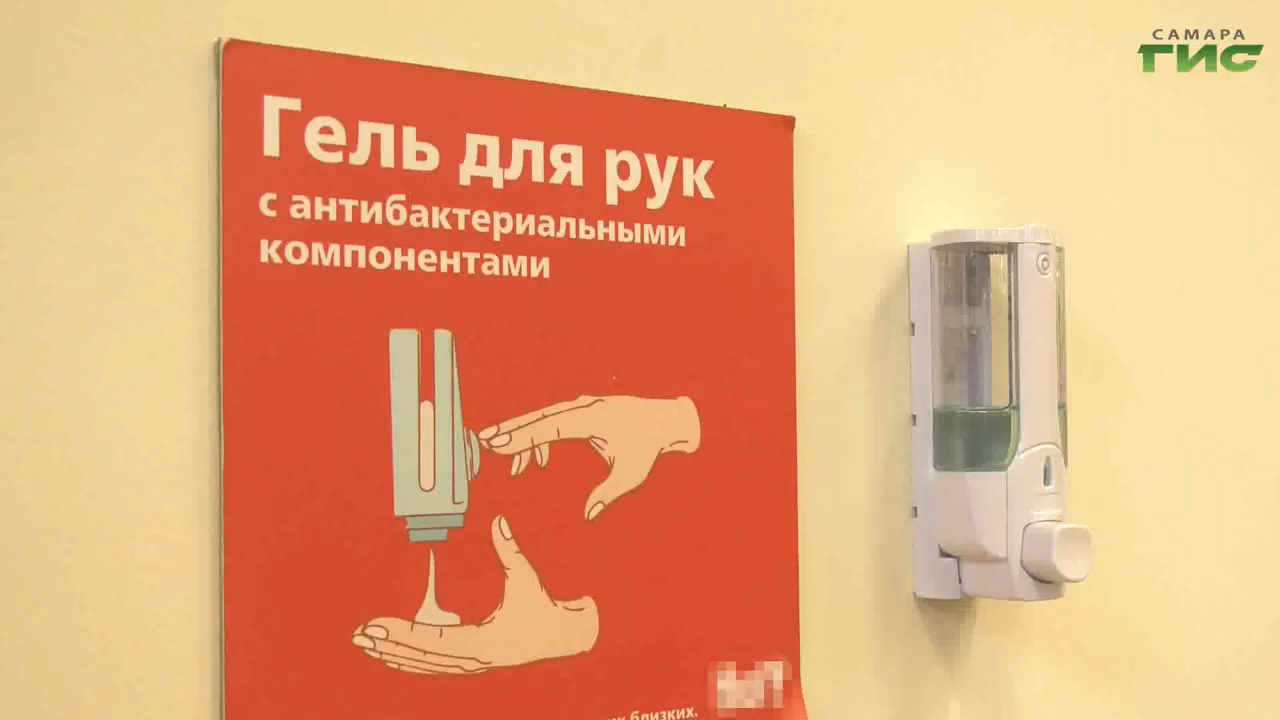 САМАРА
ГИС
Гель для рук
с антибактериальными
компонентами
близких.